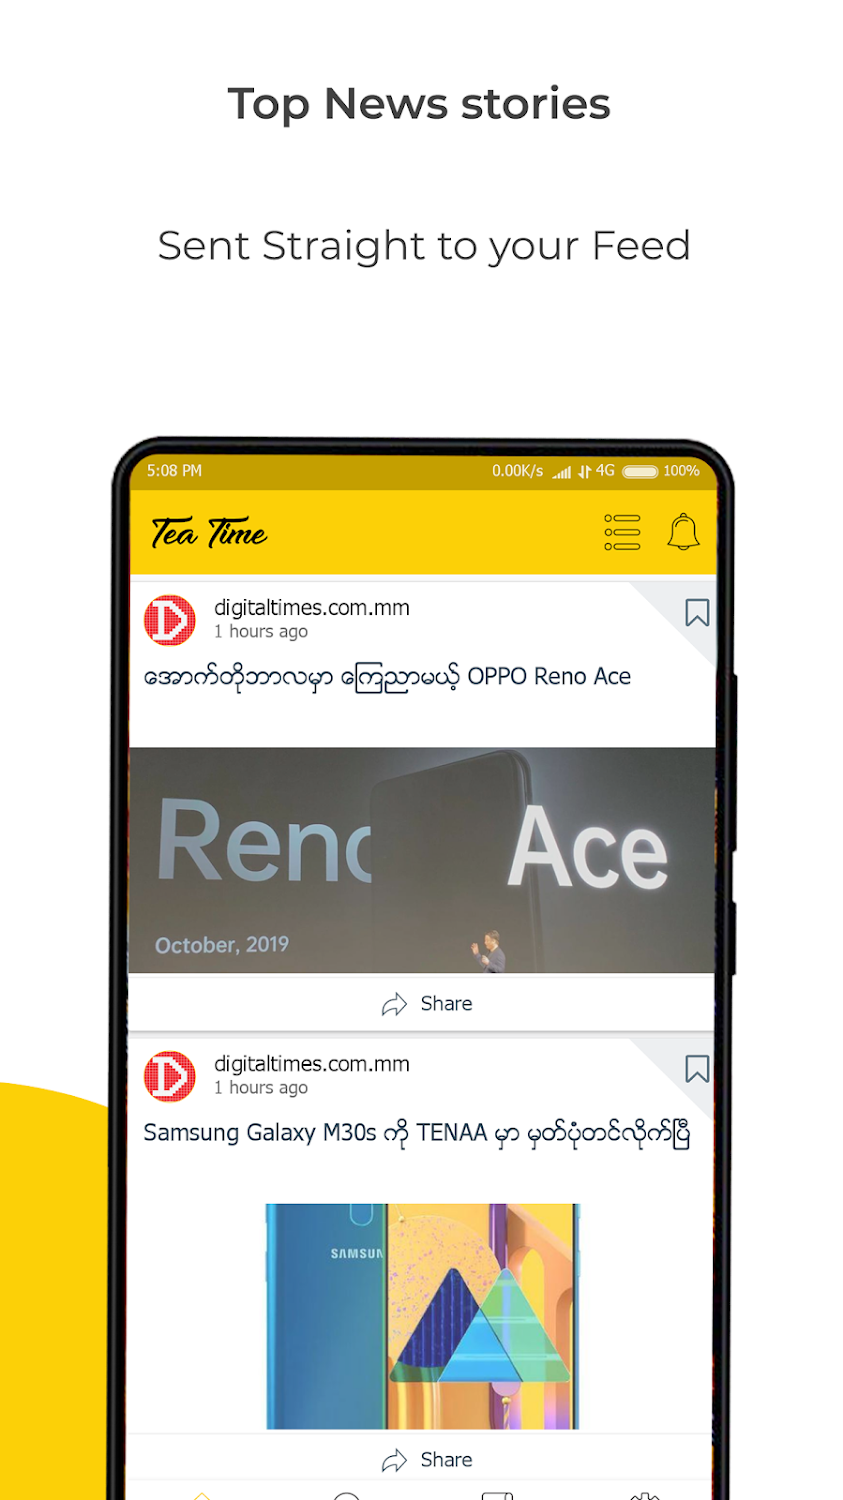 Top News stories
Sent Straight to your Feed
5:08 PM 0.00K/s 4G 100%
Tea Time
digitaltimes.com.mm
1 hours ago
အောက်တိုဘာလမှာ ကြေညာမယ့် OPPO Reno Ace
Reno Ace
October, 2019
Share
digitaltimes.com.mm
1 hours ago
Samsung Galaxy M30s ကို TENAA မှာ မှတ်ပုံတင်လိုက်ပြီ
SAMSUN
Share